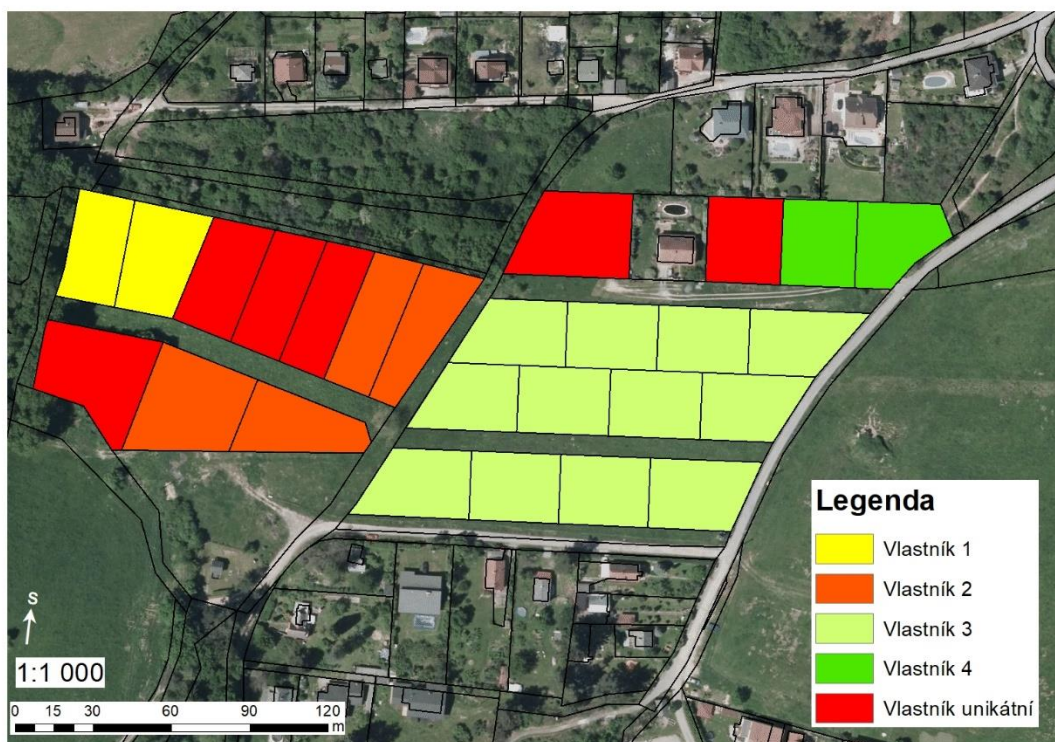 Legenda
Vlastník 1
Vlastník 2
Vlastník 3
Vlastník 4
Vlastník unikátní
S
1:1 000
0 15 30 60 90 120
m